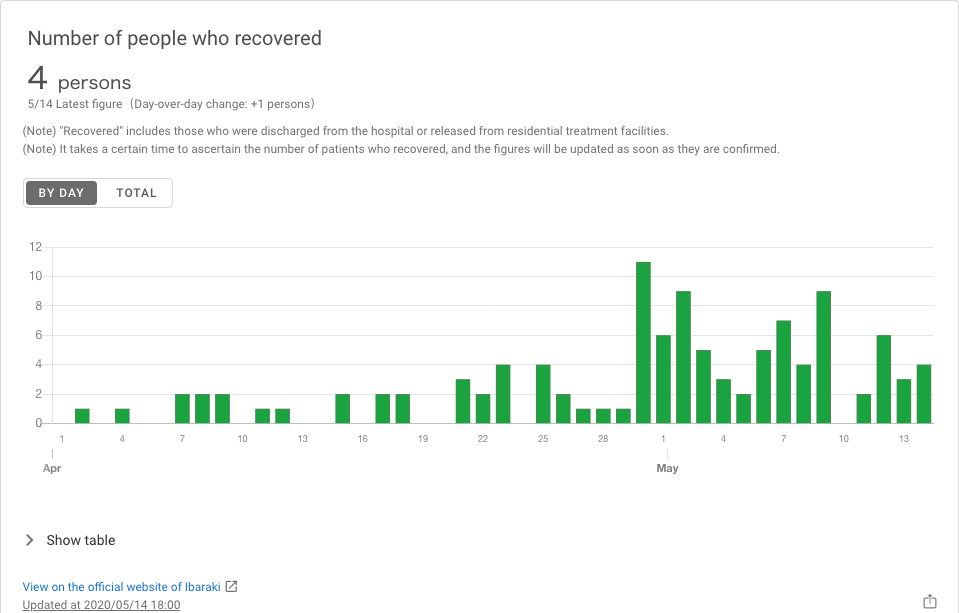 Number of people who recovered
4 persons
5/14 Latest figure（Day-over-day change: +1 persons）
(Note) "Recovered" includes those who were discharged from the hospital or released from residential treatment facilities.
(Note) It takes a certain time to ascertain the number of patients who recovered, and the figures will be updated as soon as they are confirmed.
BY DAY TOTAL
12
10
8
6
4
2
0
1 4 7 10 13 16 19 22 25 28 1 4 7 10 13
Apr May
Show table
View on the official website of Ibaraki
Updated at 2020/05/14 18:00